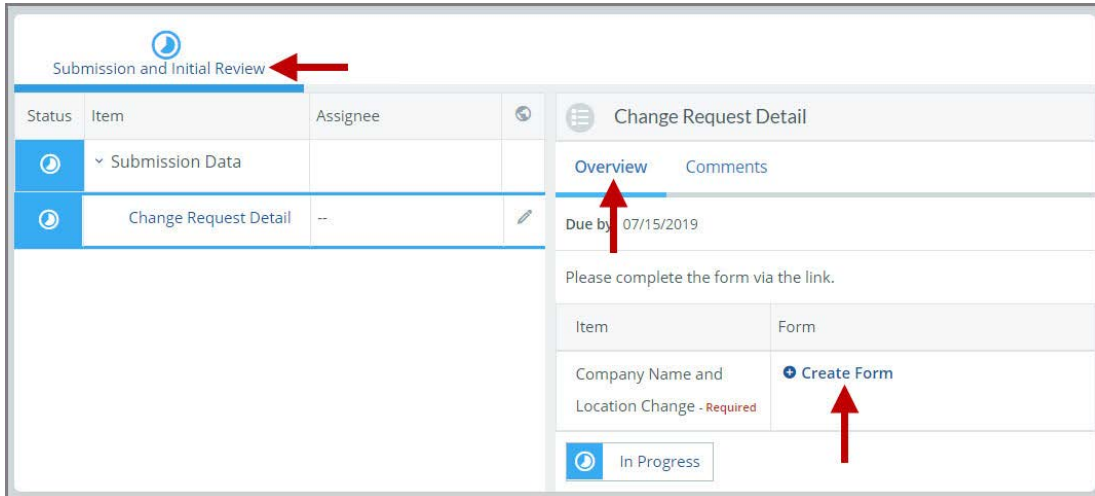 Submission and Initial Review
Status Item Assignee
Submission Data
Change Request Detail --
Change Request Detail
Overview Comments
Due by 07/15/2019
Please complete the form via the link.
Item Form
Company Name and
Location Change - Required
Create Form
In Progress